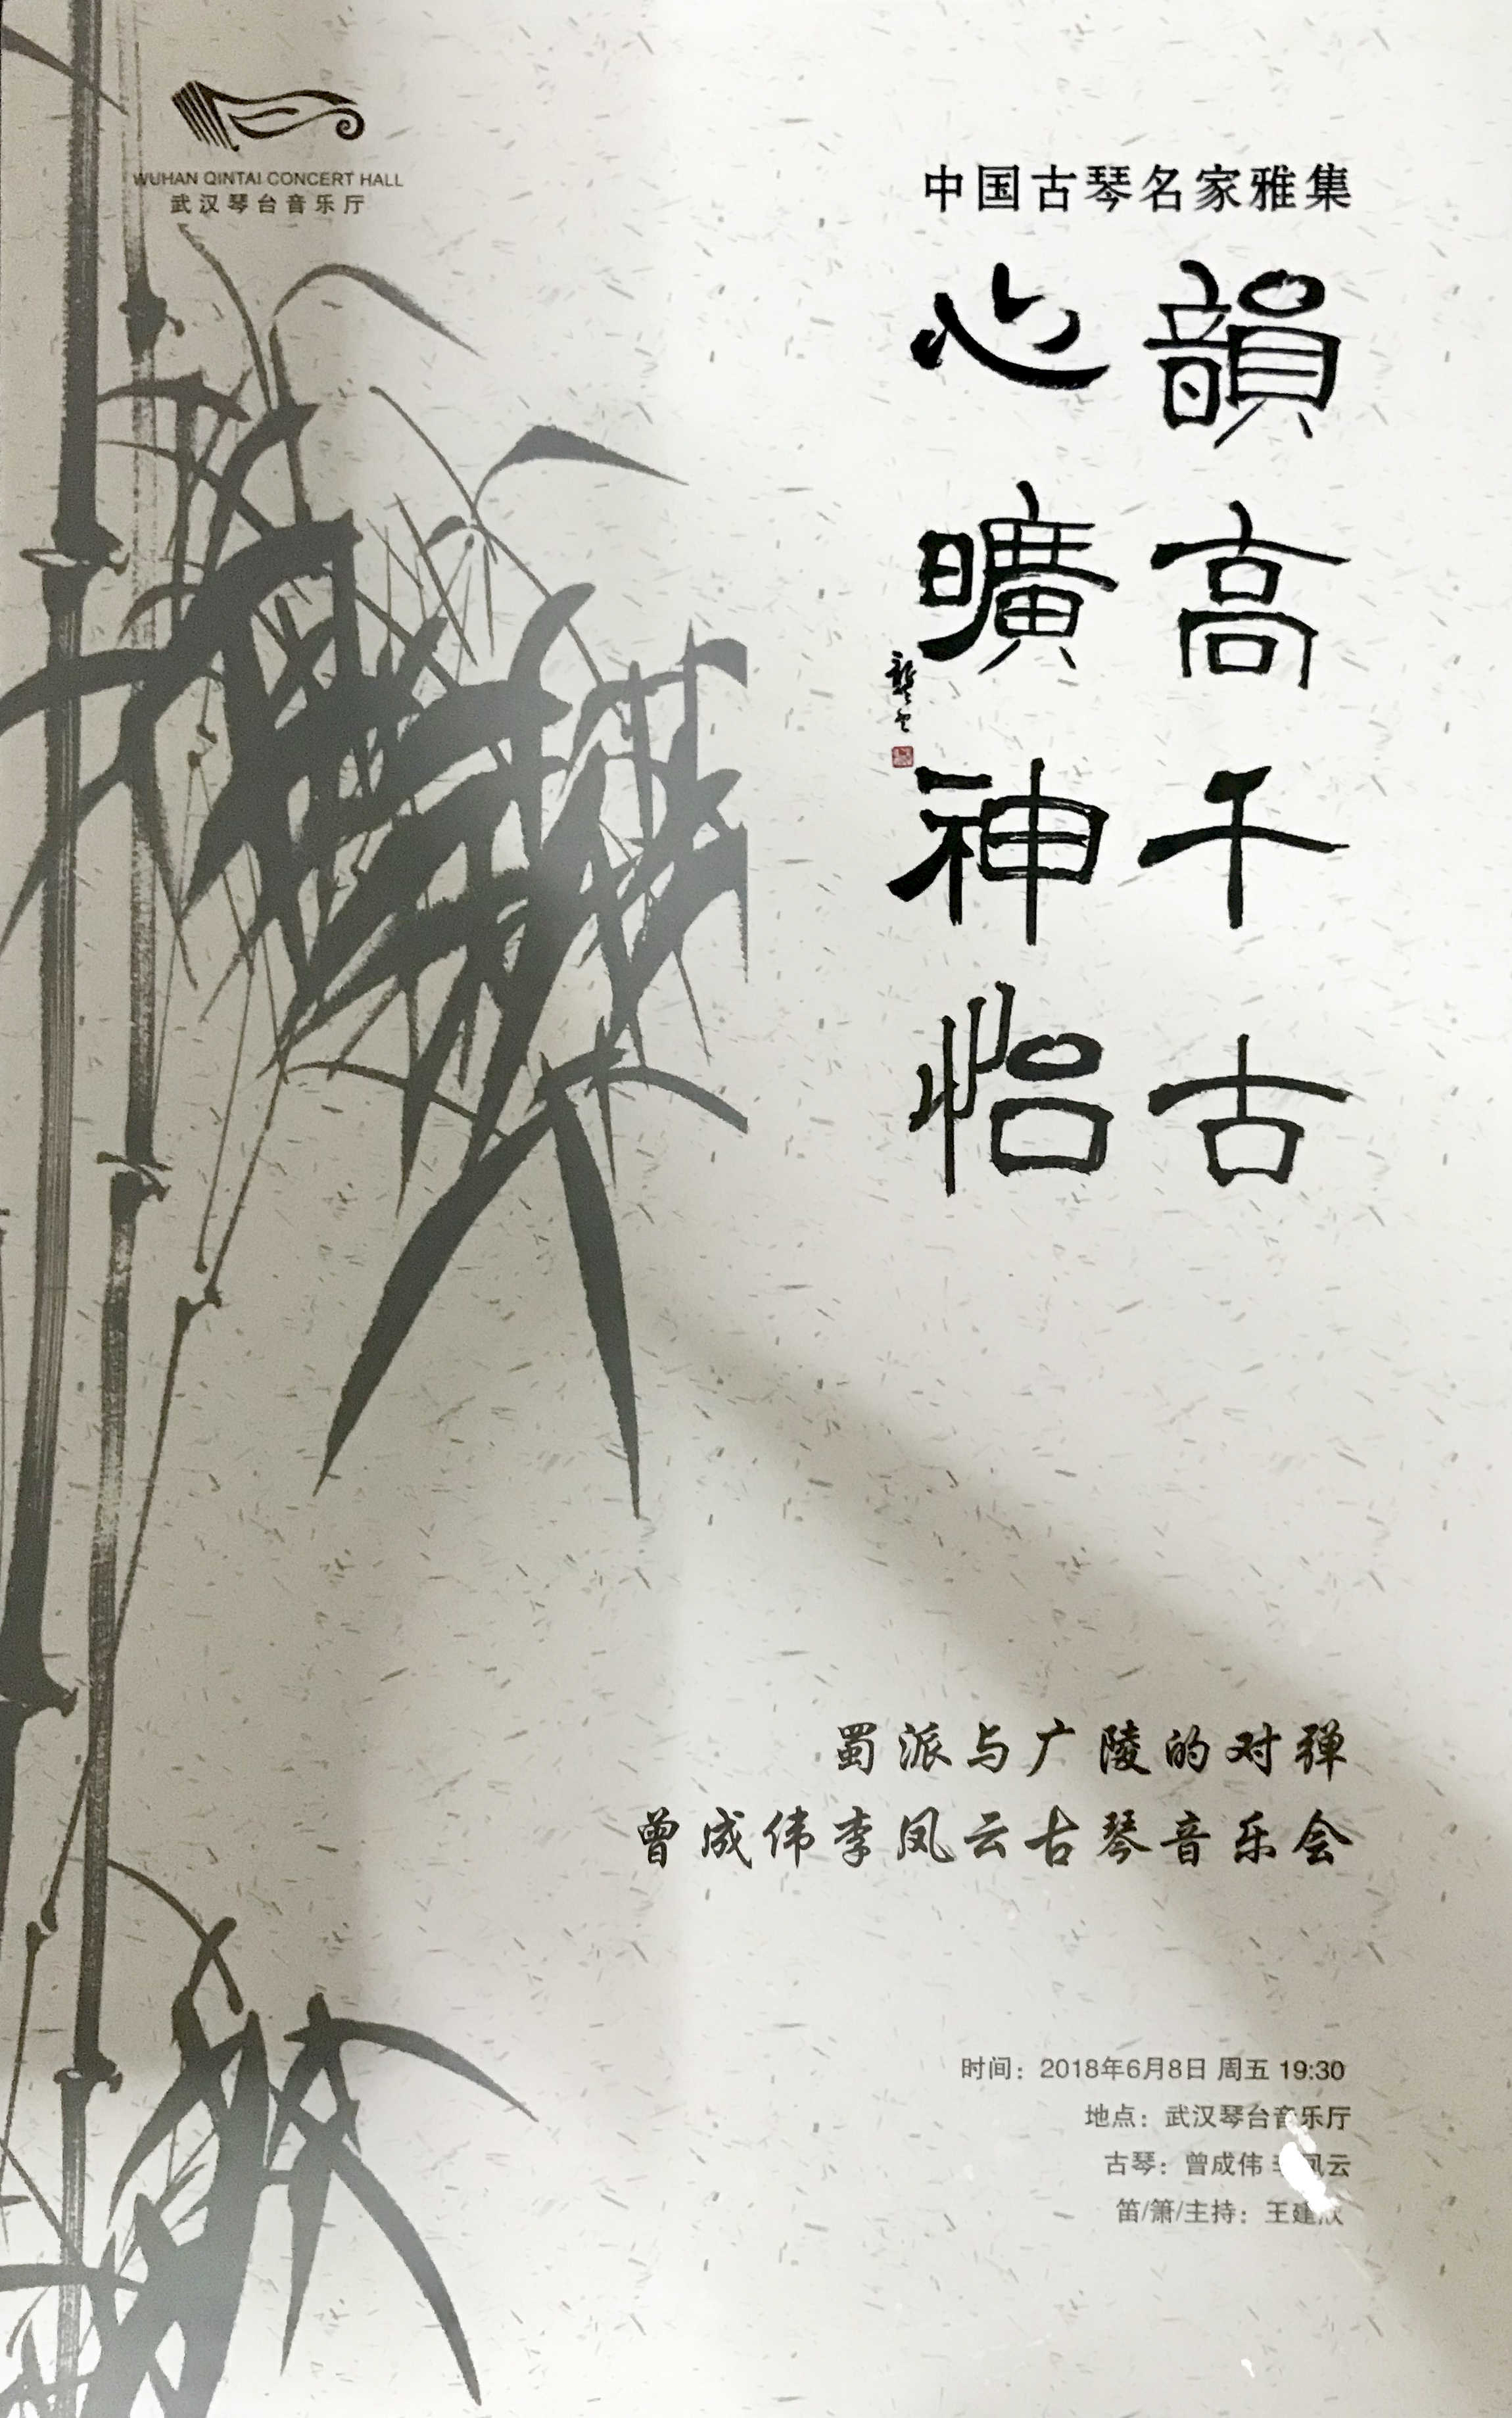 WUHAN QINTAI CONCERT HALL
武汉琴台音乐厅
中国古琴名家雅集
韻高千古
心曠神怡
蜀派与广陵的对弹
曾成伟李凤云古琴音乐会
时间：2018年6月8日 周五 19:30
地点：武汉琴台音乐厅
古琴：曾成伟 李凤云
笛/箫/主持：王建欣